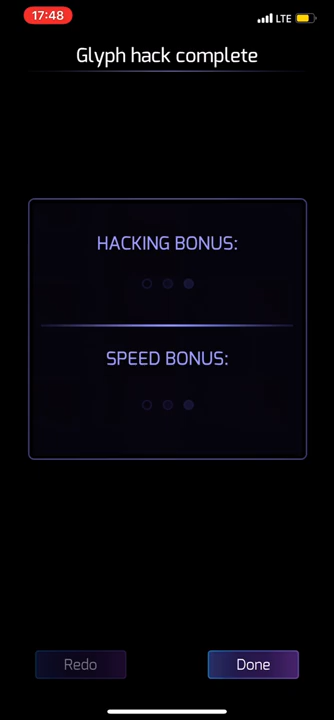 17:48
LTE
Glyph hack complete
HACKING BONUS:
SPEED BONUS:
Redo
Done